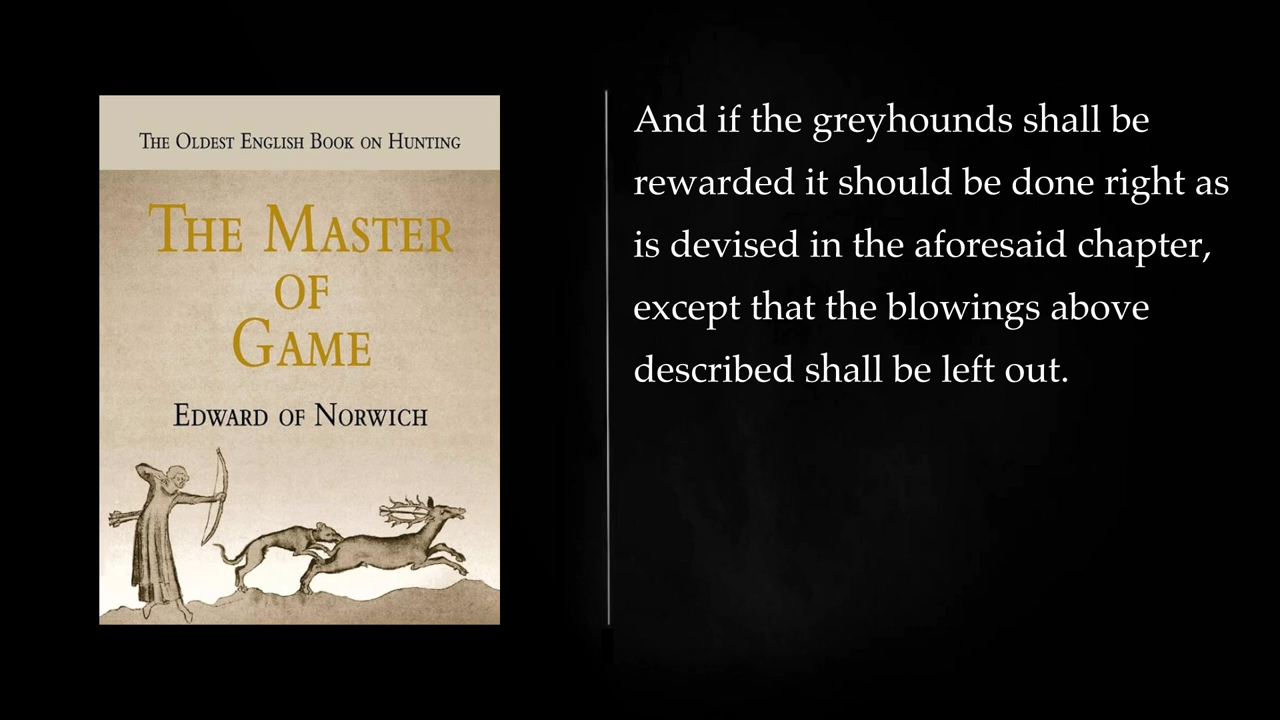 The Oldest English Book on Hunting
The Master
of
Game
Edward of Norwich
And if the greyhounds shall be
rewarded it should be done right as
is devised in the aforesaid chapter,
except that the blowings above
described shall be left out.